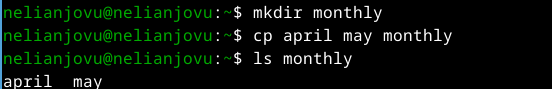 nelianjovu@nelianjovu:~$ mkdir monthly
nelianjovu@nelianjovu:~$ cp april may monthly
nelianjovu@nelianjovu:~$ ls monthly
april  may